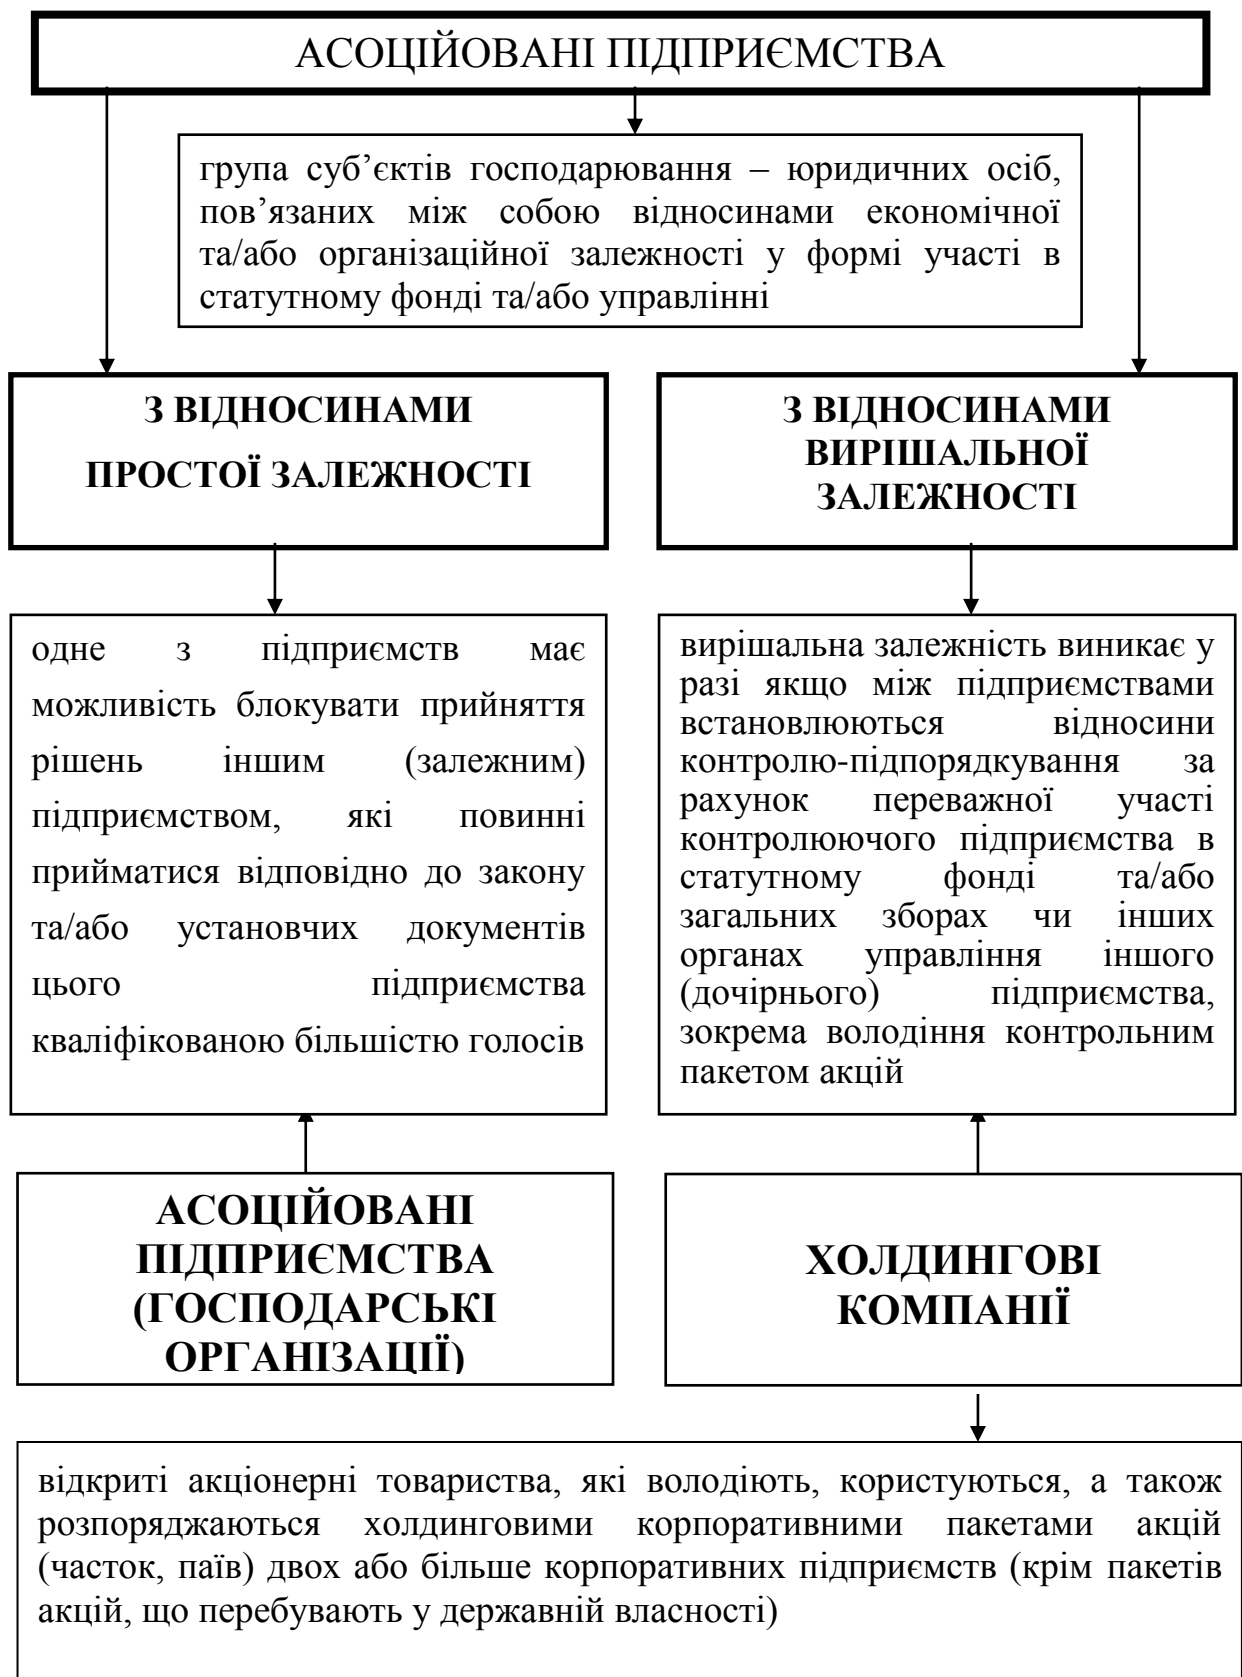 АСОЦІЙОВАНІ ПІДПРИЄМСТВА
група суб’єктів господарювання – юридичних осіб,
пов’язаних між собою відносинами економічної
та/або організаційної залежності у формі участі в
статутному фонді та/або управлінні
З ВІДНОСИНАМИ
ПРОСТОЇ ЗАЛЕЖНОСТІ
З ВІДНОСИНАМИ
ВИРІШАЛЬНОЇ
ЗАЛЕЖНОСТІ
одне з підприємств має
можливість блокувати прийняття
рішень іншим (залежним)
підприємством, які повинні
прийматися відповідно до закону
та/або установчих документів
цього підприємства
кваліфікованою більшістю голосів
вирішальна залежність виникає у
разі якщо між підприємствами
встановлюються відносини
контролю-підпорядкування за
рахунок переважної участі
контролюючого підприємства в
статутному фонді та/або
загальних зборах чи інших
органах управління іншого
(дочірнього) підприємства,
зокрема володіння контрольним
пакетом акцій
АСОЦІЙОВАНІ
ПІДПРИЄМСТВА
(ГОСПОДАРСЬКІ
ОРГАНІЗАЦІЇ)
ХОЛДИНГОВІ
КОМПАНІЇ
відкриті акціонерні товариства, які володіють, користуються, а також
розпоряджаються холдинговими корпоративними пакетами акцій
(часток, паїв) двох або більше корпоративних підприємств (крім пакетів
акцій, що перебувають у державній власності)